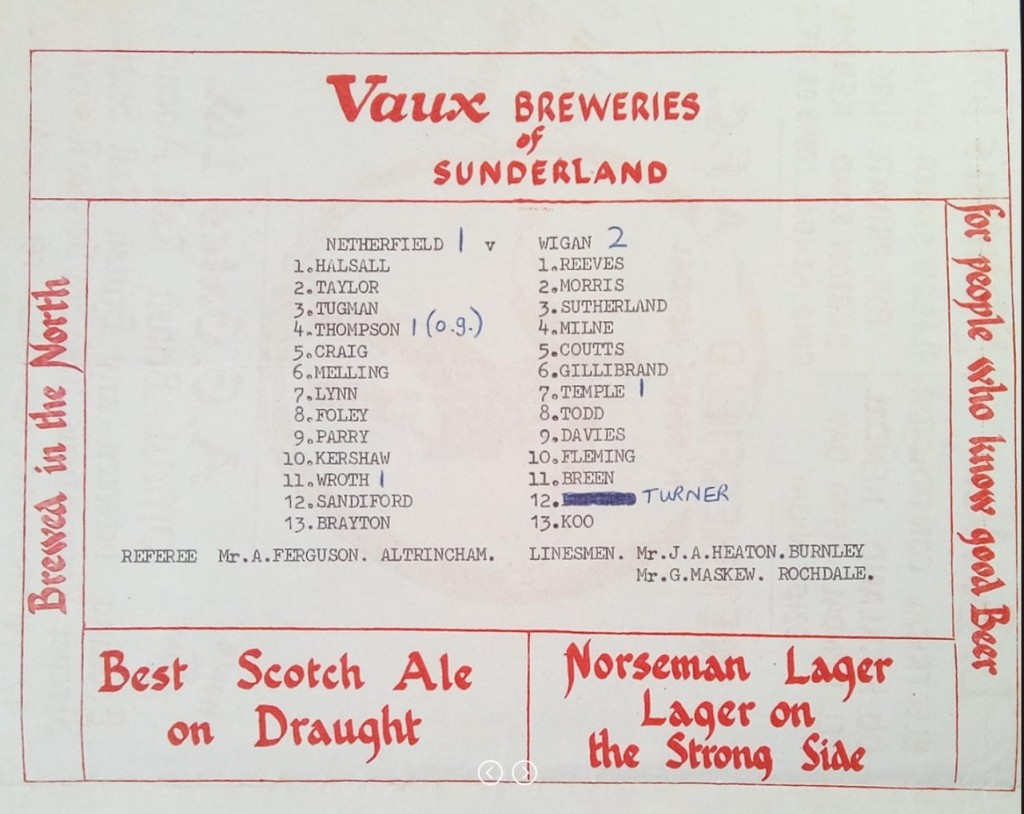 Vaux BREWERIES
of
SUNDERLAND
Brewed in the North
NETHERFIELD 1 v WIGAN 2
1.HALSALL 1.REEVES
2.TAYLOR 2.MORRIS
3.TUGMAN 3.SUTHERLAND
4.THOMPSON 1 (o.g.) 4.MILNE
5.CRAIG 5.COUTTS
6.MELLING 6.GILLIBRAND
7.LYNN 7.TEMPLE 1
8.FOLEY 8.TODD
9.PARRY 9.DAVIES
10.KERSHAW 10.FLEMING
11.WROTH 1 11.BREEN
12.SANDIFORD 12. TURNER
13.BRAYTON 13.KOO
REFEREE Mr.A.FERGUSON. ALTRINCHAM. LINESMEN. Mr.J.A.HEATON.BURNLEY
Mr.G.MASKEW. ROCHDALE.
for people who know good Beer
Best Scotch Ale
on Draught
Norseman Lager
Lager on
the Strong Side